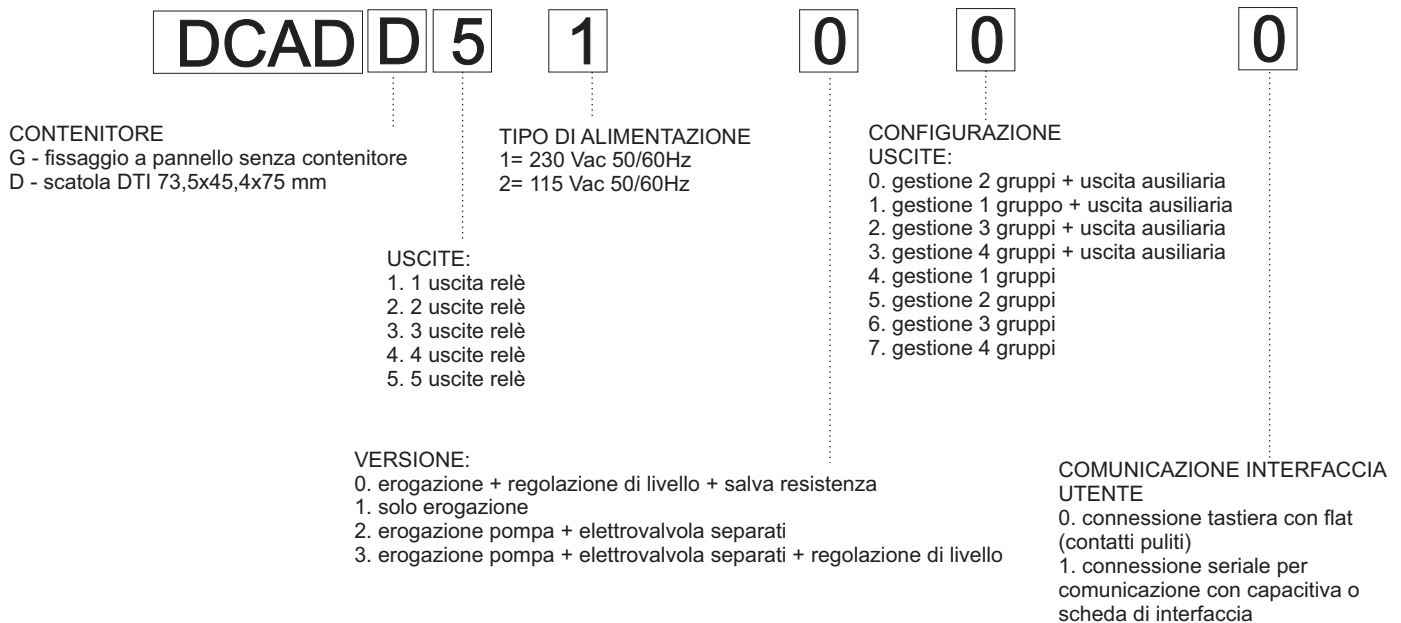 DCAD D 5 1 0 0 0
CONTENITORE
G - fissaggio a pannello senza contenitore
D - scatola DTI 73,5x45,4x75 mm
TIPO DI ALIMENTAZIONE
1= 230 Vac 50/60Hz
2= 115 Vac 50/60Hz
CONFIGURAZIONE
USCITE:
0. gestione 2 gruppi + uscita ausiliaria
1. gestione 1 gruppo + uscita ausiliaria
2. gestione 3 gruppi + uscita ausiliaria
3. gestione 4 gruppi + uscita ausiliaria
4. gestione 1 gruppi
5. gestione 2 gruppi
6. gestione 3 gruppi
7. gestione 4 gruppi
USCITE:
1. 1 uscita relè
2. 2 uscite relè
3. 3 uscite relè
4. 4 uscite relè
5. 5 uscite relè
VERSIONE:
0. erogazione + regolazione di livello + salva resistenza
1. solo erogazione
2. erogazione pompa + elettrovalvola separati
3. erogazione pompa + elettrovalvola separati + regolazione di livello
COMUNICAZIONE INTERFACCIA
UTENTE
0. connessione tastiera con flat
(contatti puliti)
1. connessione seriale per
comunicazione con capacitiva o
scheda di interfaccia